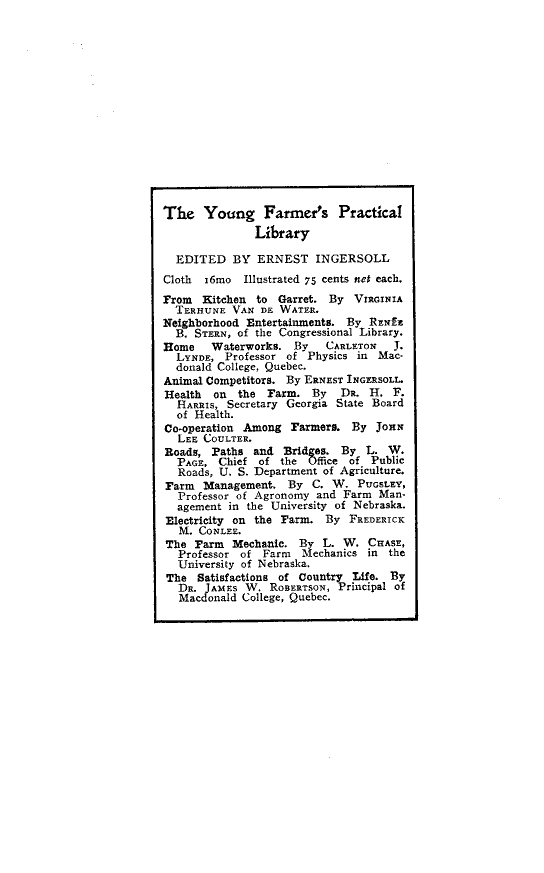 The Young Farmer's Practical
Library
EDITED BY ERNEST INGERSOLL
Cloth 16mo Illustrated 75 cents net each.
From Kitchen to Garret. By VIRGINIA
TERHUNE VAN DE WATER.
Neighborhood Entertainments. By RENÉE
B. STERN, of the Congressional Library.
Home Waterworks. By CARLETON J.
LYNDE, Professor of Physics in Mac-
donald College, Quebec.
Animal Competitors. By ERNEST INGERSOLL.
Health on the Farm. By DR. H. F.
HARRIS, Secretary Georgia State Board
of Health.
Co-operation Among Farmers. By JOHN
LEE COULTER.
Roads, Paths and Bridges. By L. W.
PAGE, Chief of the Office of Public
Roads, U. S. Department of Agriculture.
Farm Management. By C. W. PUGSLEY,
Professor of Agronomy and Farm Man-
agement in the University of Nebraska.
Electricity on the Farm. By FREDERICK
M. CONLEE.
The Farm Mechanic. By L. W. CHASE,
Professor of Farm Mechanics in the
University of Nebraska.
The Satisfactions of Country Life. By
DR. JAMES W. ROBERTSON, Principal of
Macdonald College, Quebec.